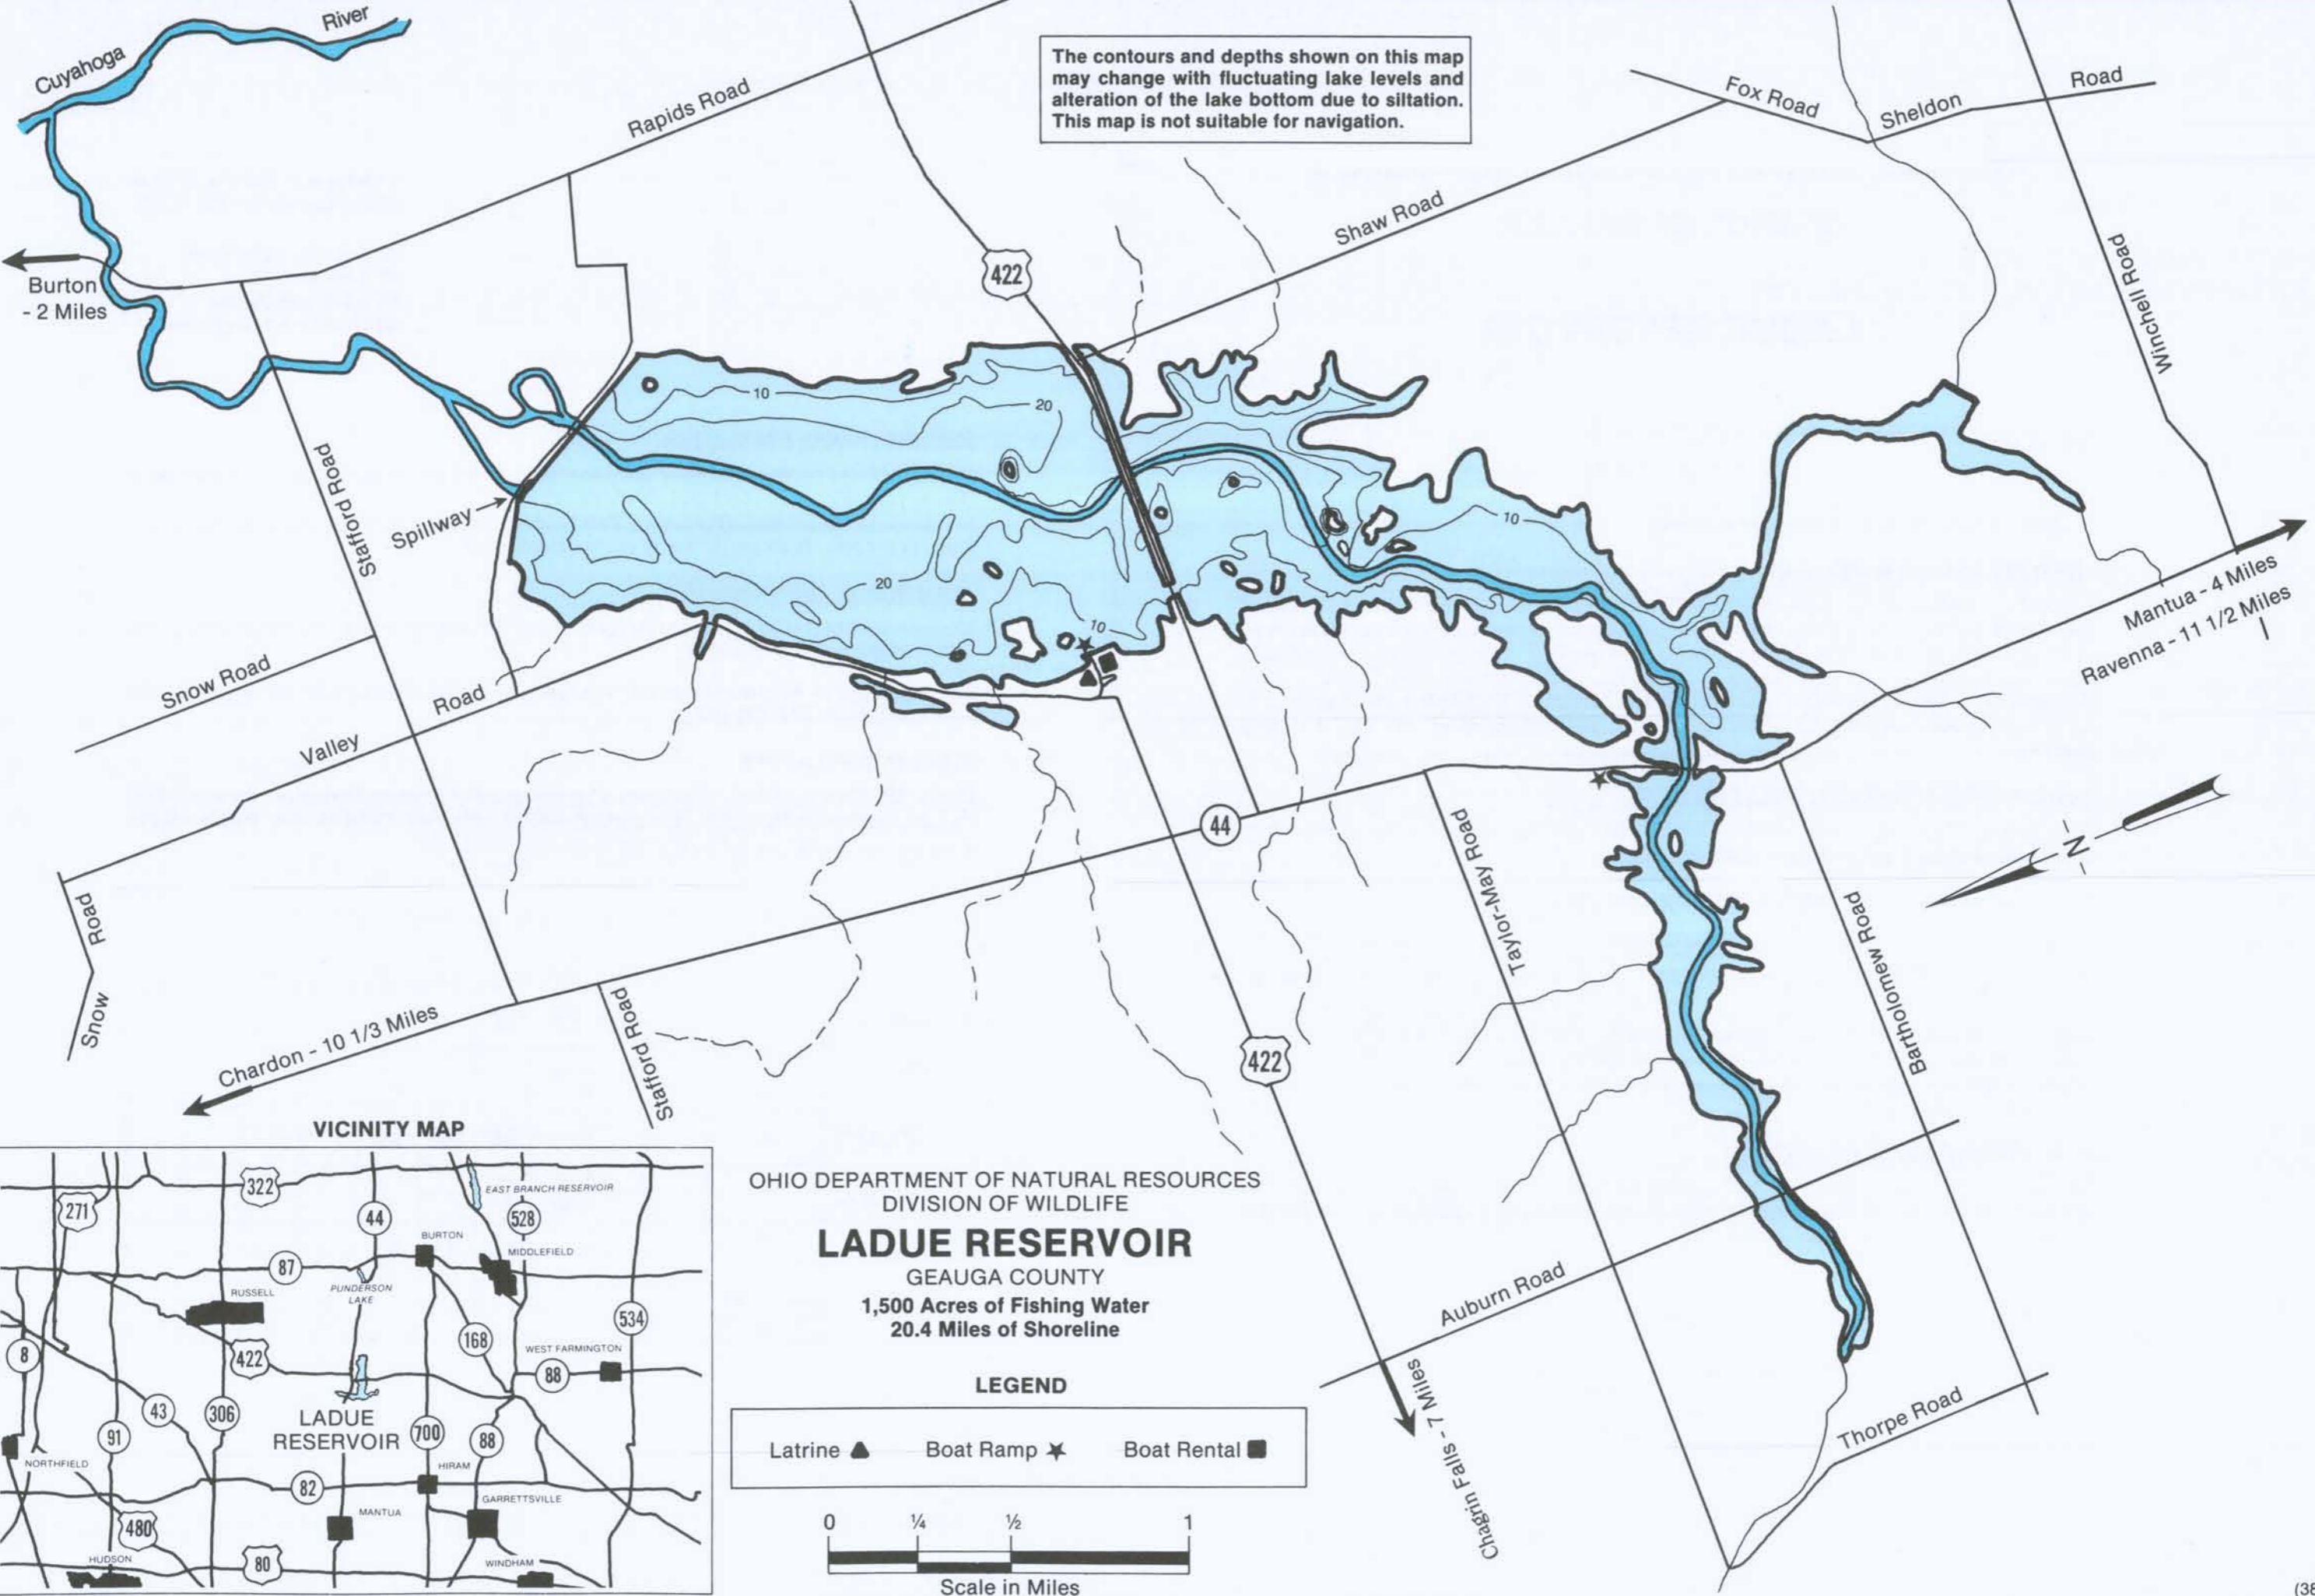 Cuyahoga
River
Rapids Road
The contours and depths shown on this map
may change with fluctuating lake levels and
alteration of the lake bottom due to siltation.
This map is not suitable for navigation.
Fox Road
Sheldon
Road
Shaw Road
422
Winchell Road
Burton
- 2 Miles
10
20
Stafford Road
Spillway
10
20
Mantua - 4 Miles
Ravenna - 11 1/2 Miles
Snow Road
10
Valley
Road
44
Taylor-May Road
N
Bartholomew Road
Snow
Road
Chardon - 10 1/3 Miles
Stafford Road
422
Auburn Road
Chagrin Falls - 7 Miles
Thorpe Road
VICINITY MAP
322
271
44
EAST BRANCH RESERVOIR
528
BURTON
MIDDLEFIELD
87
PUNDERSON
LAKE
RUSSELL
534
168
422
8
WEST FARMINGTON
88
43
306
LADUE
RESERVOIR
700
88
91
NORTHFIELD
HIRAM
82
GARRETTSVILLE
MANTUA
480
HUDSON
80
WINDHAM
OHIO DEPARTMENT OF NATURAL RESOURCES
DIVISION OF WILDLIFE
LADUE RESERVOIR
GEAUGA COUNTY
1,500 Acres of Fishing Water
20.4 Miles of Shoreline
LEGEND
Latrine
Boat Ramp
Boat Rental
0 ¼ ½ 1
Scale in Miles